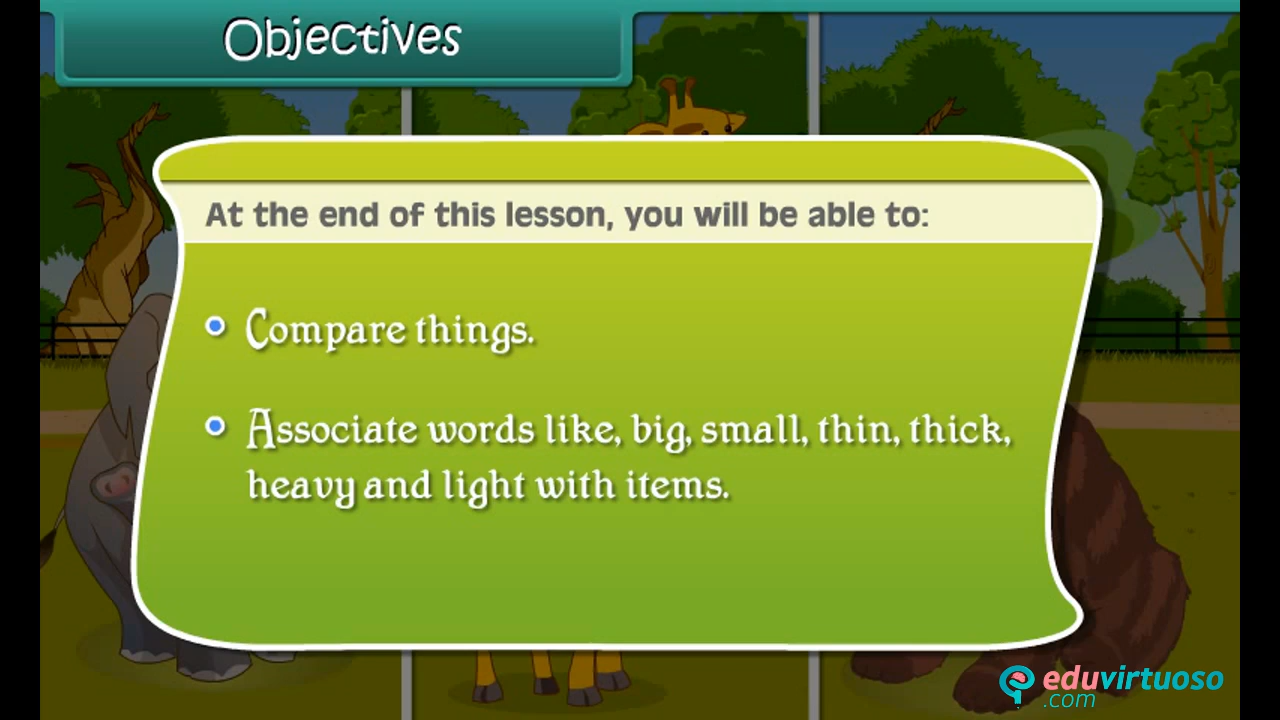 Objectives
At the end of this lesson, you will be able to:
Compare things.
Associate words like, big, small, thin, thick,
heavy and light with items.
eduvirtuoso
.com